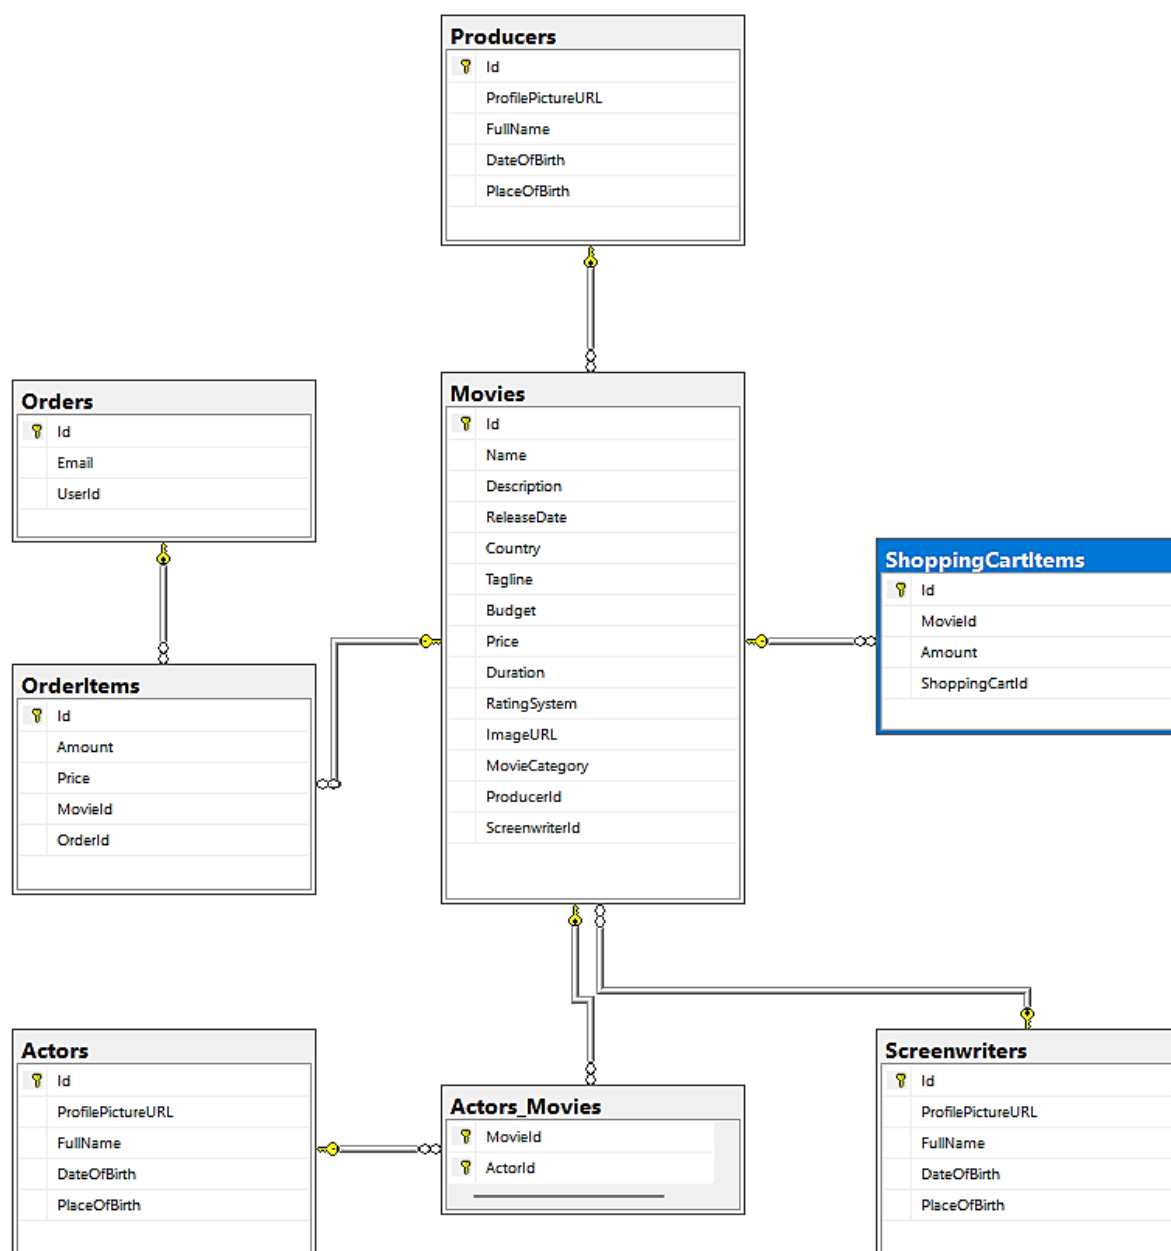 Producers
Id
ProfilePictureURL
FullName
DateOfBirth
PlaceOfBirth
Orders
Id
Email
UserId
Movies
Id
Name
Description
ReleaseDate
Country
Tagline
Budget
Price
Duration
RatingSystem
ImageURL
MovieCategory
ProducerId
ScreenwriterId
ShoppingCartItems
Id
MovieId
Amount
ShoppingCartId
OrderItems
Id
Amount
Price
MovieId
OrderId
Actors
Id
ProfilePictureURL
FullName
DateOfBirth
PlaceOfBirth
Actors_Movies
MovieId
ActorId
Screenwriters
Id
ProfilePictureURL
FullName
DateOfBirth
PlaceOfBirth